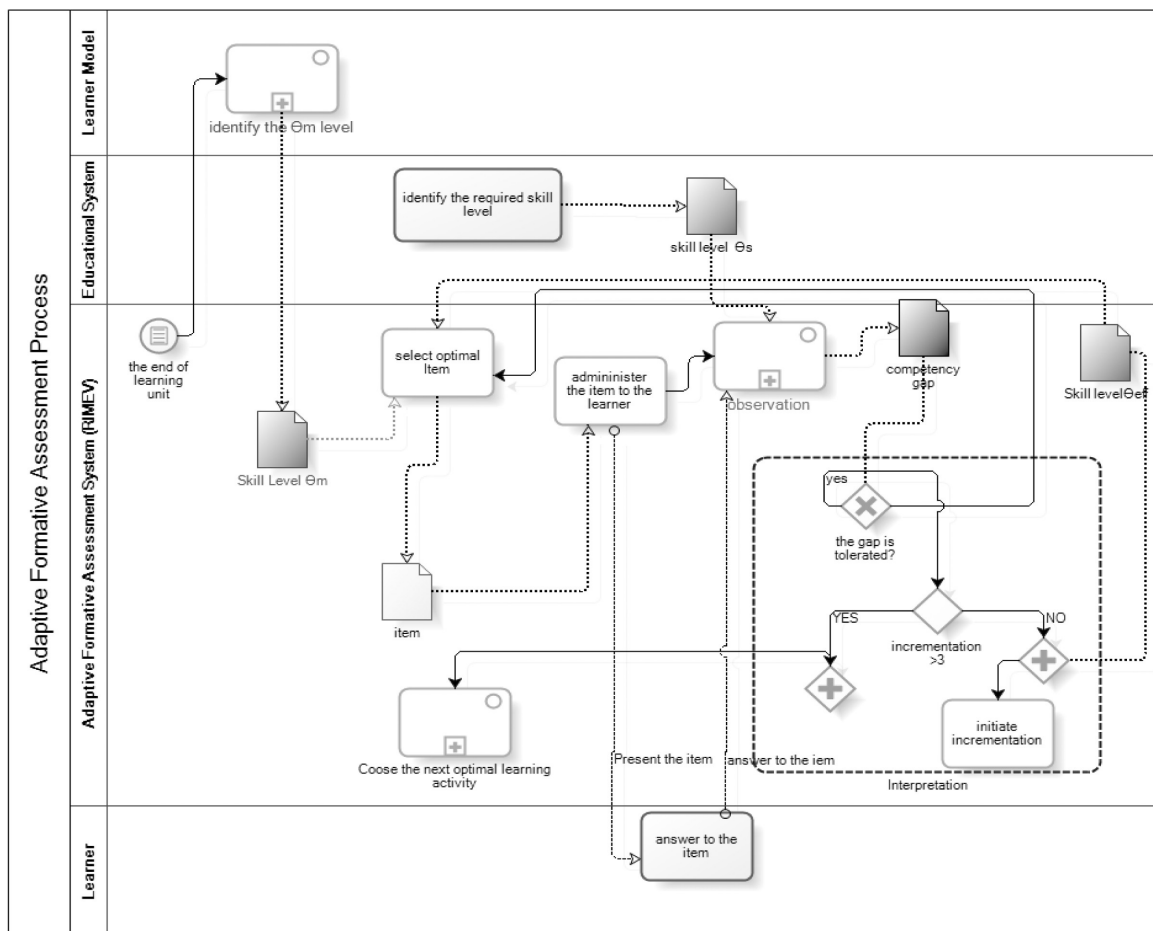 Adaptive Formative Assessment Process
Learner Model
identify the Θm level
Educational System
identify the required skill
level
skill level Θs
Adaptive Formative Assessment System (RIMEV)
the end of
learning
unit
select optimal
Item
admininister
the item to the
learner
observation
competency
gap
Skill levelΘeff
Skill Level Θm
yes
the gap is
tolerated?
item
YES
NO
incrementation
>3
initiate
incrementation
Coose the next optimal learning
activity
Present the item
answer to the iem
Interpretation
Learner
answer to the
item